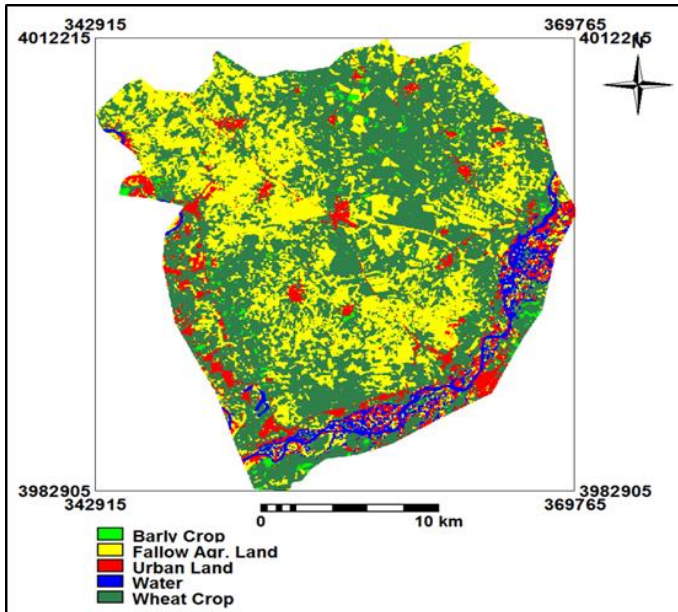 342915 369765
4012215 4012215
N
3982905 3982905
342915 369765
0 10 km
Barly Crop
Fallow Agr. Land
Urban Land
Water
Wheat Crop